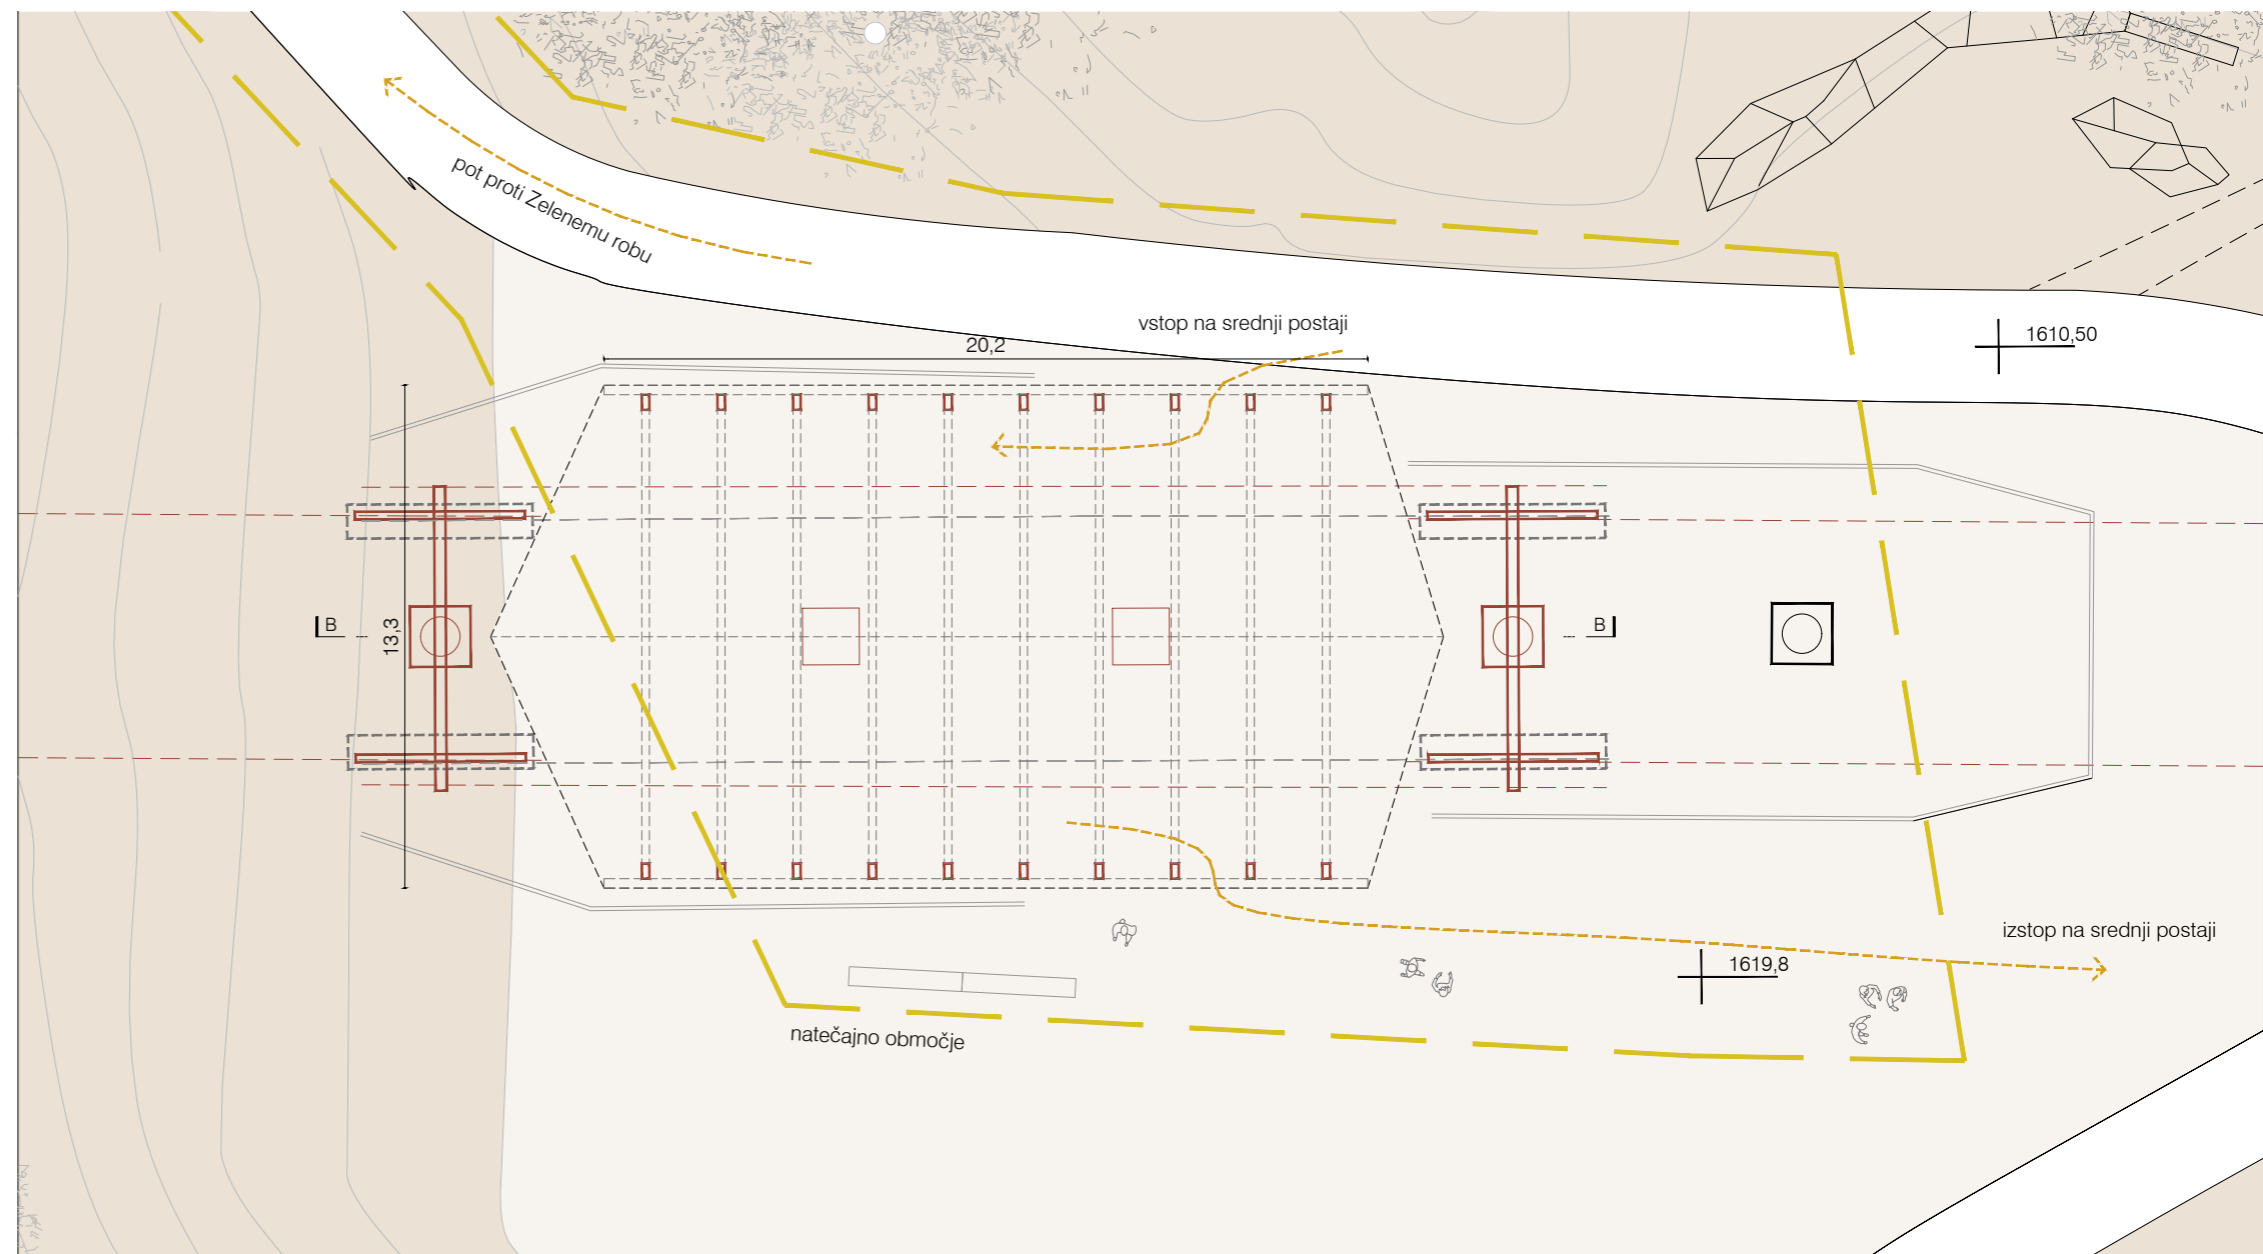 pot proti Zelenemu robu
vstop na srednji postaji
20,2
1610,50
13,3
B
B
izstop na srednji postaji
1619,8
natečajno območje